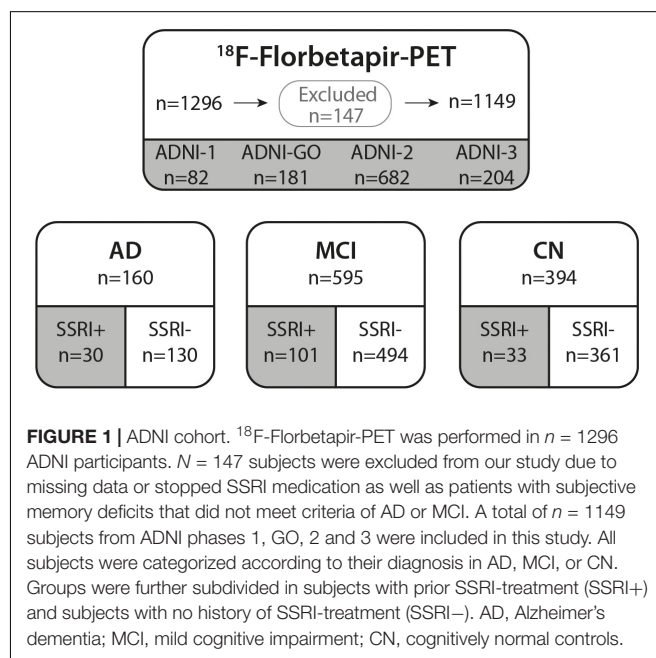 ¹⁸F-Florbetapir-PET
n=1296 → Excluded → n=1149
n=147
ADNI-1 ADNI-GO ADNI-2 ADNI-3
n=82 n=181 n=682 n=204
AD MCI CN
n=160 n=595 n=394
SSRI+ SSRI- SSRI+ SSRI- SSRI+ SSRI-
n=30 n=130 n=101 n=494 n=33 n=361
FIGURE 1 | ADNI cohort. ¹⁸F-Florbetapir-PET was performed in n = 1296
ADNI participants. N = 147 subjects were excluded from our study due to
missing data or stopped SSRI medication as well as patients with subjective
memory deficits that did not meet criteria of AD or MCI. A total of n = 1149
subjects from ADNI phases 1, GO, 2 and 3 were included in this study. All
subjects were categorized according to their diagnosis in AD, MCI, or CN.
Groups were further subdivided in subjects with prior SSRI-treatment (SSRI+)
and subjects with no history of SSRI-treatment (SSRI−). AD, Alzheimer's
dementia; MCI, mild cognitive impairment; CN, cognitively normal controls.